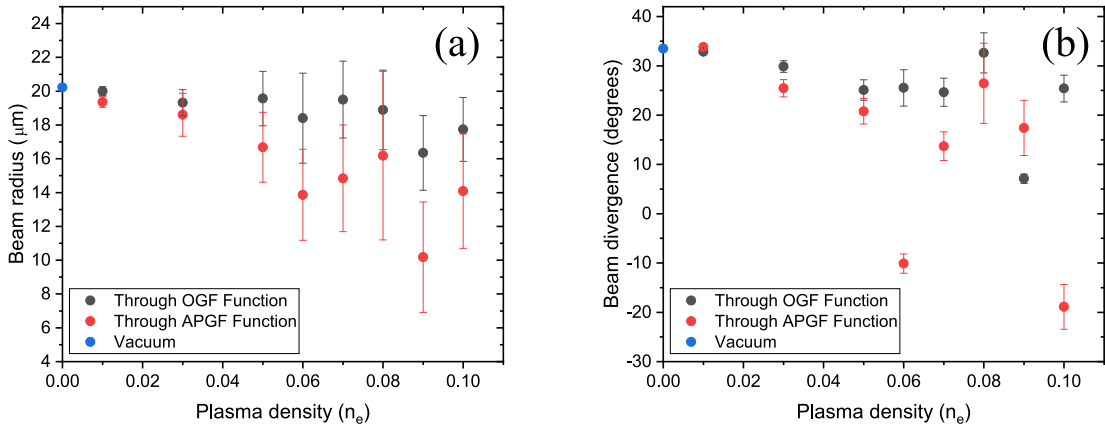 (a)
Beam radius (μm)
22
20
18
16
14
12
10
8
6
4
Through OGF Function
Through APGF Function
Vacuum
0.00 0.02 0.04 0.06 0.08 0.10
Plasma density (nₑ)
(b)
Beam divergence (degrees)
40
30
20
10
0
-10
-20
-30
Through OGF Function
Through APGF Function
Vacuum
0.00 0.02 0.04 0.06 0.08 0.10
Plasma density (nₑ)